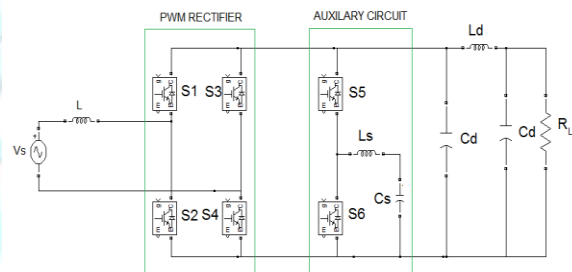 PWM RECTIFIER
AUXILARY CIRCUIT
Ld
S1 S3
S5
L
Ls
Cd
Cd
RL
Vs
Cs
S2 S4
S6